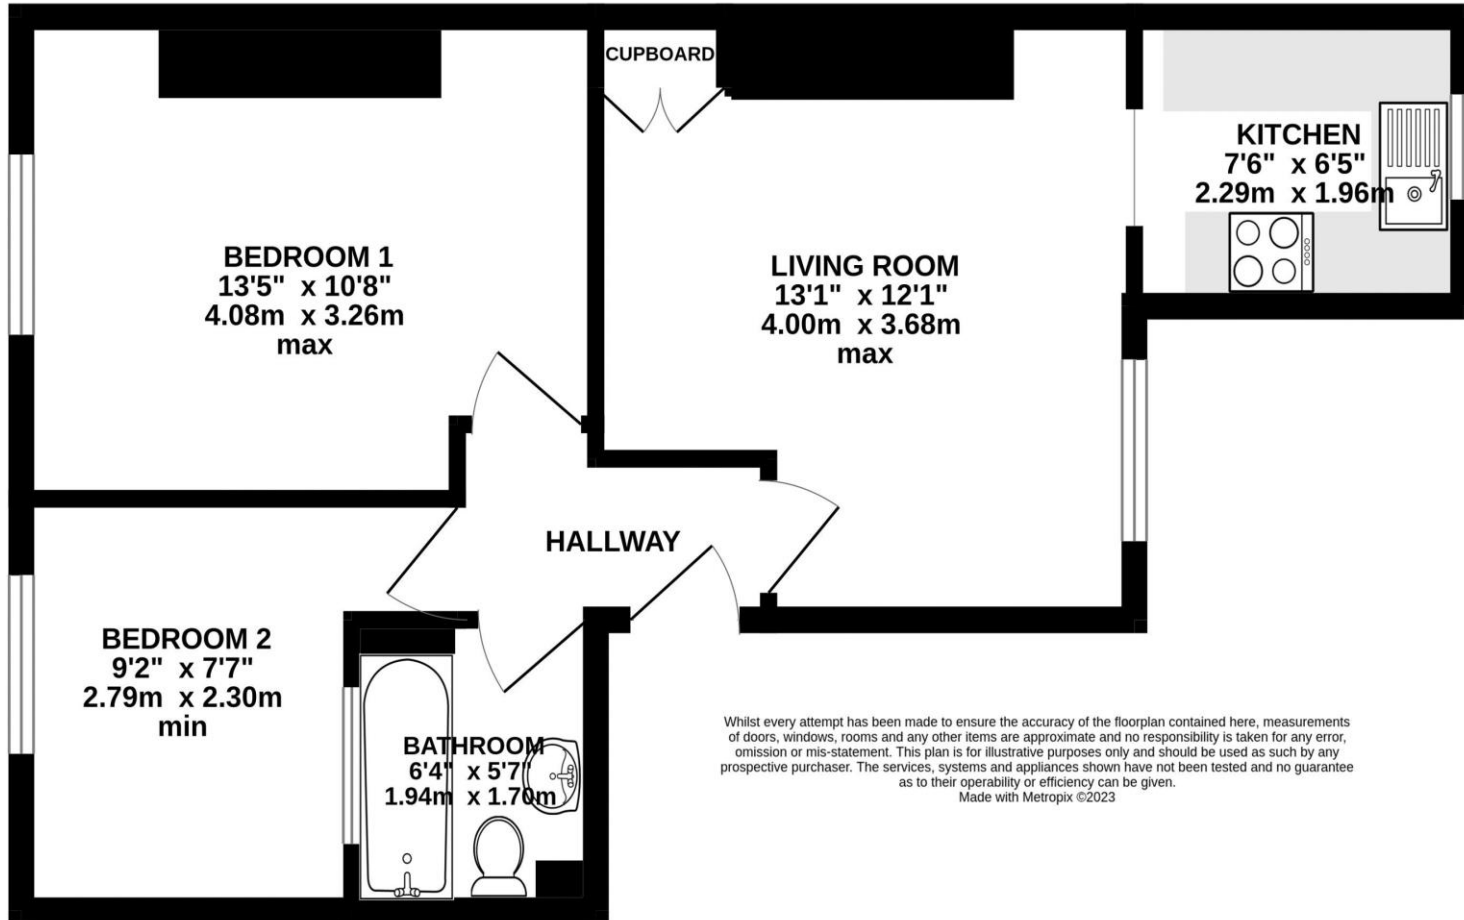 CUPBOARD
KITCHEN
7'6" x 6'5"
2.29m x 1.96m
BEDROOM 1
13'5" x 10'8"
4.08m x 3.26m
max
LIVING ROOM
13'1" x 12'1"
4.00m x 3.68m
max
HALLWAY
BEDROOM 2
9'2" x 7'7"
2.79m x 2.30m
min
BATHROOM
6'4" x 5'7"
1.94m x 1.70m
Whilst every attempt has been made to ensure the accuracy of the floorplan contained here, measurements
of doors, windows, rooms and any other items are approximate and no responsibility is taken for any error,
omission or mis-statement. This plan is for illustrative purposes only and should be used as such by any
prospective purchaser. The services, systems and appliances shown have not been tested and no guarantee
as to their operability or efficiency can be given.
Made with Metropix ©2023